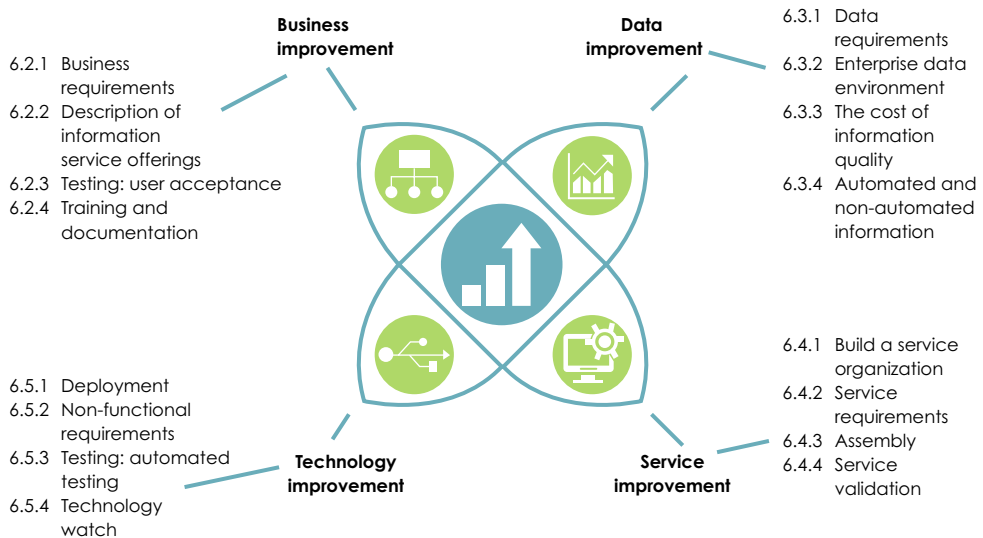 Business
improvement
6.2.1 Business
requirements
6.2.2 Description of
information
service offerings
6.2.3 Testing: user acceptance
6.2.4 Training and
documentation
Data
improvement
6.3.1 Data
requirements
6.3.2 Enterprise data
environment
6.3.3 The cost of
information
quality
6.3.4 Automated and
non-automated
information
6.5.1 Deployment
6.5.2 Non-functional
requirements
6.5.3 Testing: automated
testing
6.5.4 Technology
watch
Technology
improvement
Service
improvement
6.4.1 Build a service
organization
6.4.2 Service
requirements
6.4.3 Assembly
6.4.4 Service
validation